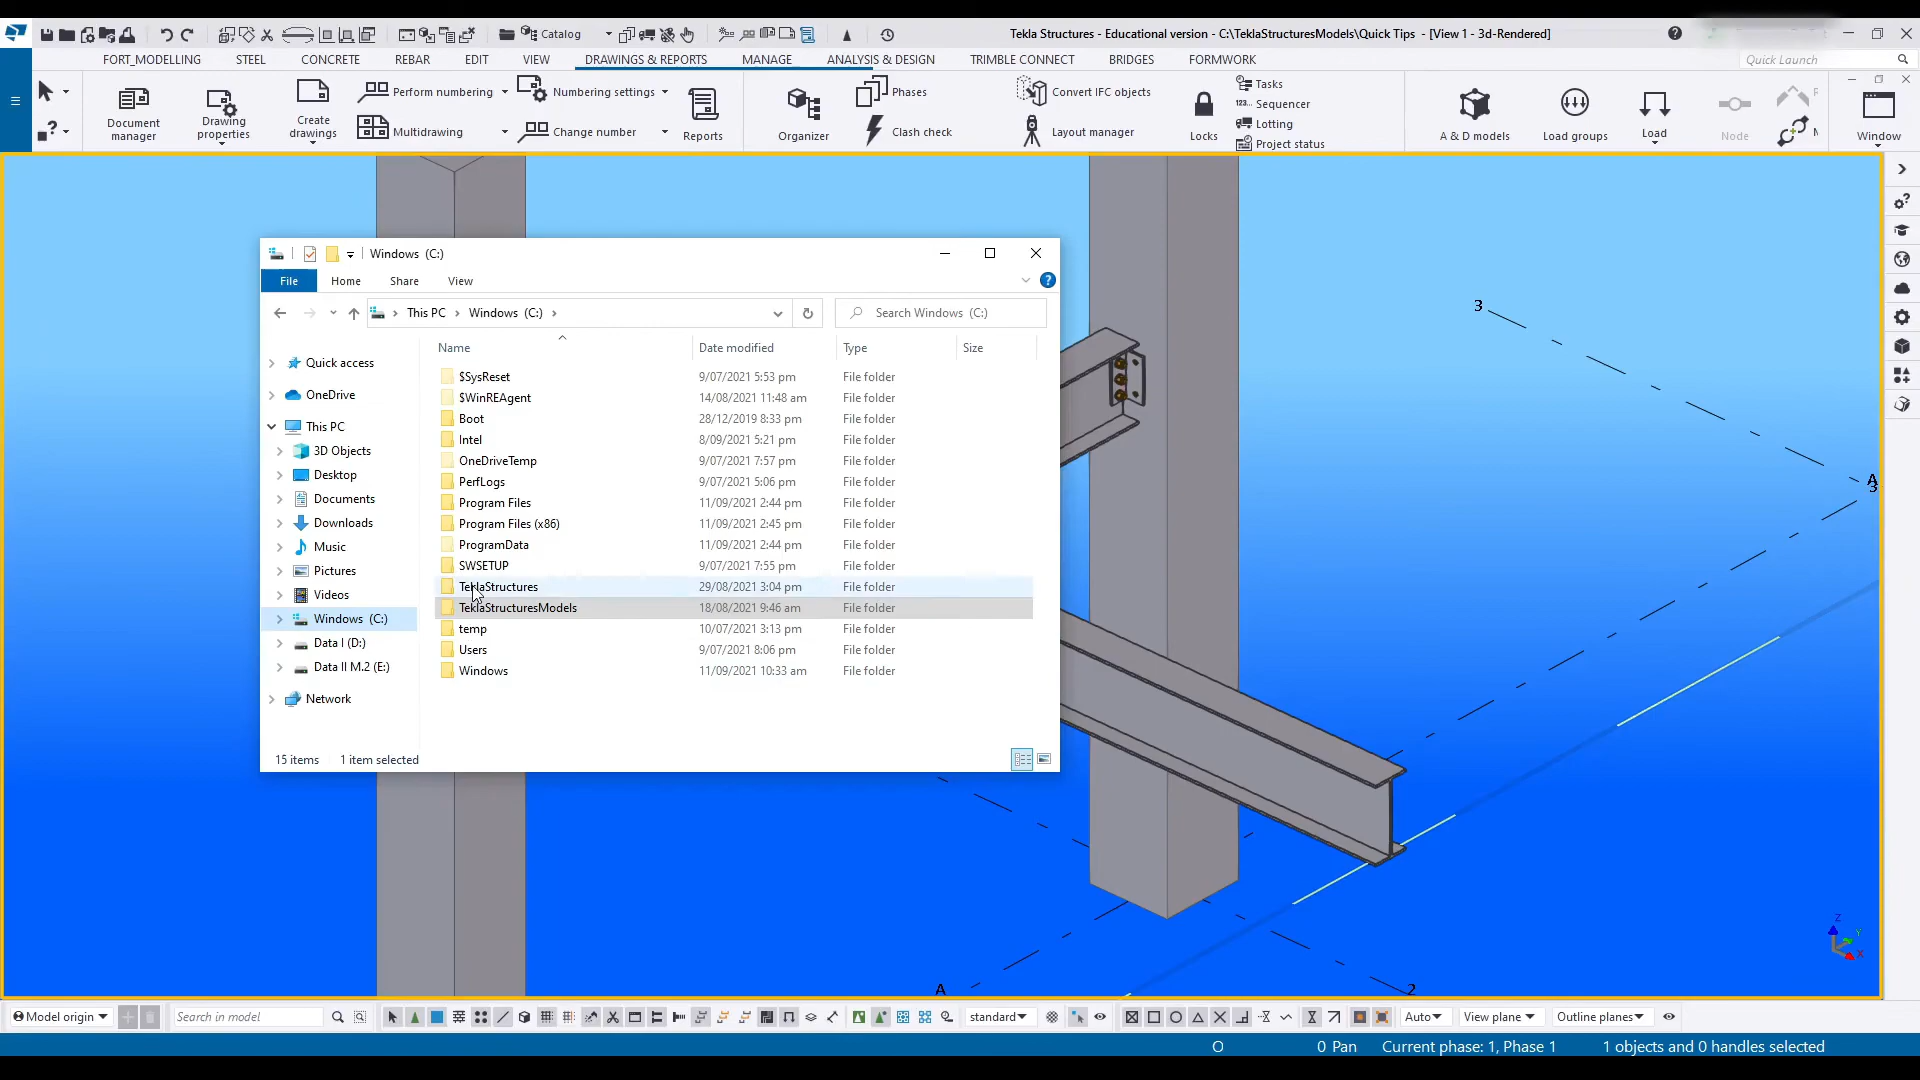 Catalog
Tekla Structures - Educational version - C:\TeklaStructuresModels\Quick Tips - [View 1 - 3d-Rendered]
FORT_MODELLING STEEL CONCRETE REBAR EDIT VIEW DRAWINGS & REPORTS MANAGE ANALYSIS & DESIGN TRIMBLE CONNECT BRIDGES FORMWORK
Quick Launch
Document manager
Drawing properties
Create drawings
Perform numbering
Multidrawing
Numbering settings
Change number
Reports
Organizer
Phases
Clash check
Convert IFC objects
Layout manager
Locks
Tasks
123... Sequencer
Lotting
Project status
A & D models
Load groups
Load
Node
Window
Windows (C:)
File Home Share View
This PC Windows (C:)
Search Windows (C:)
Name Date modified Type Size
Quick access
OneDrive
This PC
3D Objects
Desktop
Documents
Downloads
Music
Pictures
Videos
Windows (C:)
Data I (D:)
Data II M.2 (E:)
Network
$SysReset 9/07/2021 5:53 pm File folder
$WinREAgent 14/08/2021 11:48 am File folder
Boot 28/12/2019 8:33 pm File folder
Intel 8/09/2021 5:21 pm File folder
OneDriveTemp 9/07/2021 7:57 pm File folder
PerfLogs 9/07/2021 5:06 pm File folder
Program Files 11/09/2021 2:44 pm File folder
Program Files (x86) 11/09/2021 2:45 pm File folder
ProgramData 11/09/2021 2:44 pm File folder
SWSETUP 9/07/2021 7:55 pm File folder
TeklaStructures 29/08/2021 3:04 pm File folder
TeklaStructuresModels 18/08/2021 9:46 am File folder
temp 10/07/2021 3:13 pm File folder
Users 9/07/2021 8:06 pm File folder
Windows 11/09/2021 10:33 am File folder
15 items 1 item selected
3
A
3
A
2
Z
Y
X
Model origin
Search in model
standard
Auto
View plane
Outline planes
O 0 Pan Current phase: 1, Phase 1 1 objects and 0 handles selected